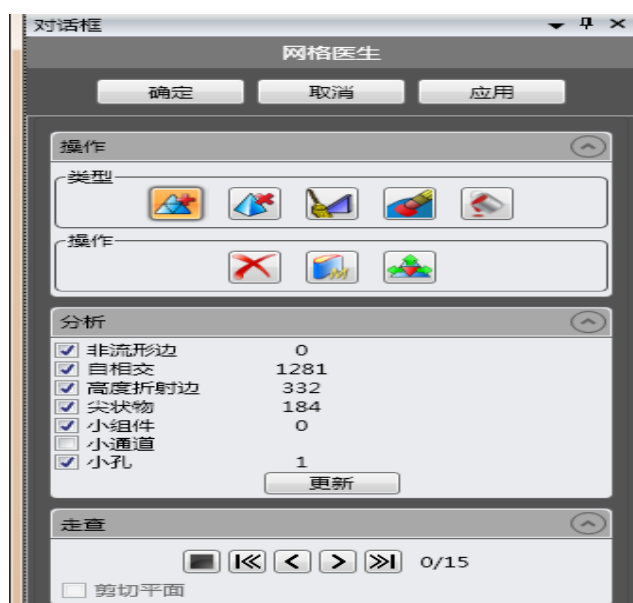 对话框
网格医生
确定 取消 应用
操作
类型
操作
分析
非流形边 0
自相交 1281
高度折射边 332
尖状物 184
小组件 0
小通道
小孔 1
更新
走查
0/15
剪切平面